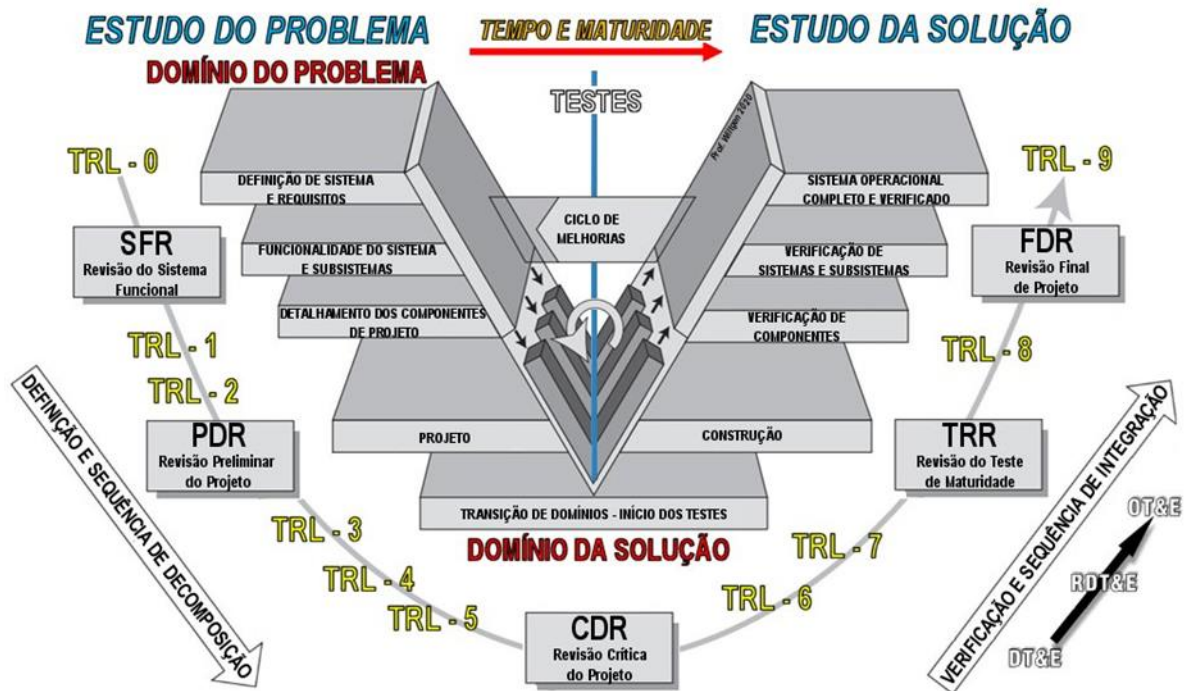 ESTUDO DO PROBLEMA
TEMPO E MATURIDADE
ESTUDO DA SOLUÇÃO
DOMÍNIO DO PROBLEMA
TESTES
Prof. Wiltgen 2020
TRL - 0
DEFINIÇÃO DE SISTEMA
E REQUISITOS
SISTEMA OPERACIONAL
COMPLETO E VERIFICADO
TRL - 9
SFR
Revisão do Sistema
Funcional
FUNCIONALIDADE DO SISTEMA
E SUBSISTEMAS
CICLO DE
MELHORIAS
VERIFICAÇÃO DE
SISTEMAS E SUBSISTEMAS
FDR
Revisão Final
de Projeto
DETALHAMENTO DOS COMPONENTES
DE PROJETO
VERIFICAÇÃO DE
COMPONENTES
TRL - 1
TRL - 8
TRL - 2
PDR
Revisão Preliminar
do Projeto
PROJETO
CONSTRUÇÃO
TRR
Revisão do Teste
de Maturidade
TRANSIÇÃO DE DOMÍNIOS - INÍCIO DOS TESTES
DOMÍNIO DA SOLUÇÃO
TRL - 3
TRL - 7
TRL - 4
TRL - 6
TRL - 5
CDR
Revisão Crítica
do Projeto
DEFINIÇÃO E SEQUÊNCIA DE DECOMPOSIÇÃO
VERIFICAÇÃO E SEQUÊNCIA DE INTEGRAÇÃO
OT&E
RDT&E
DT&E